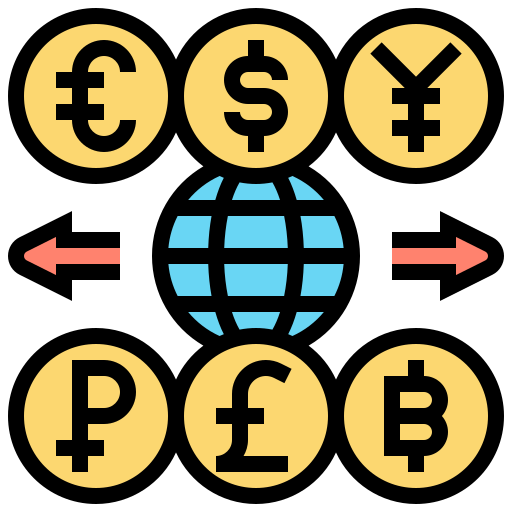 € $ ¥
₽ £ ₿